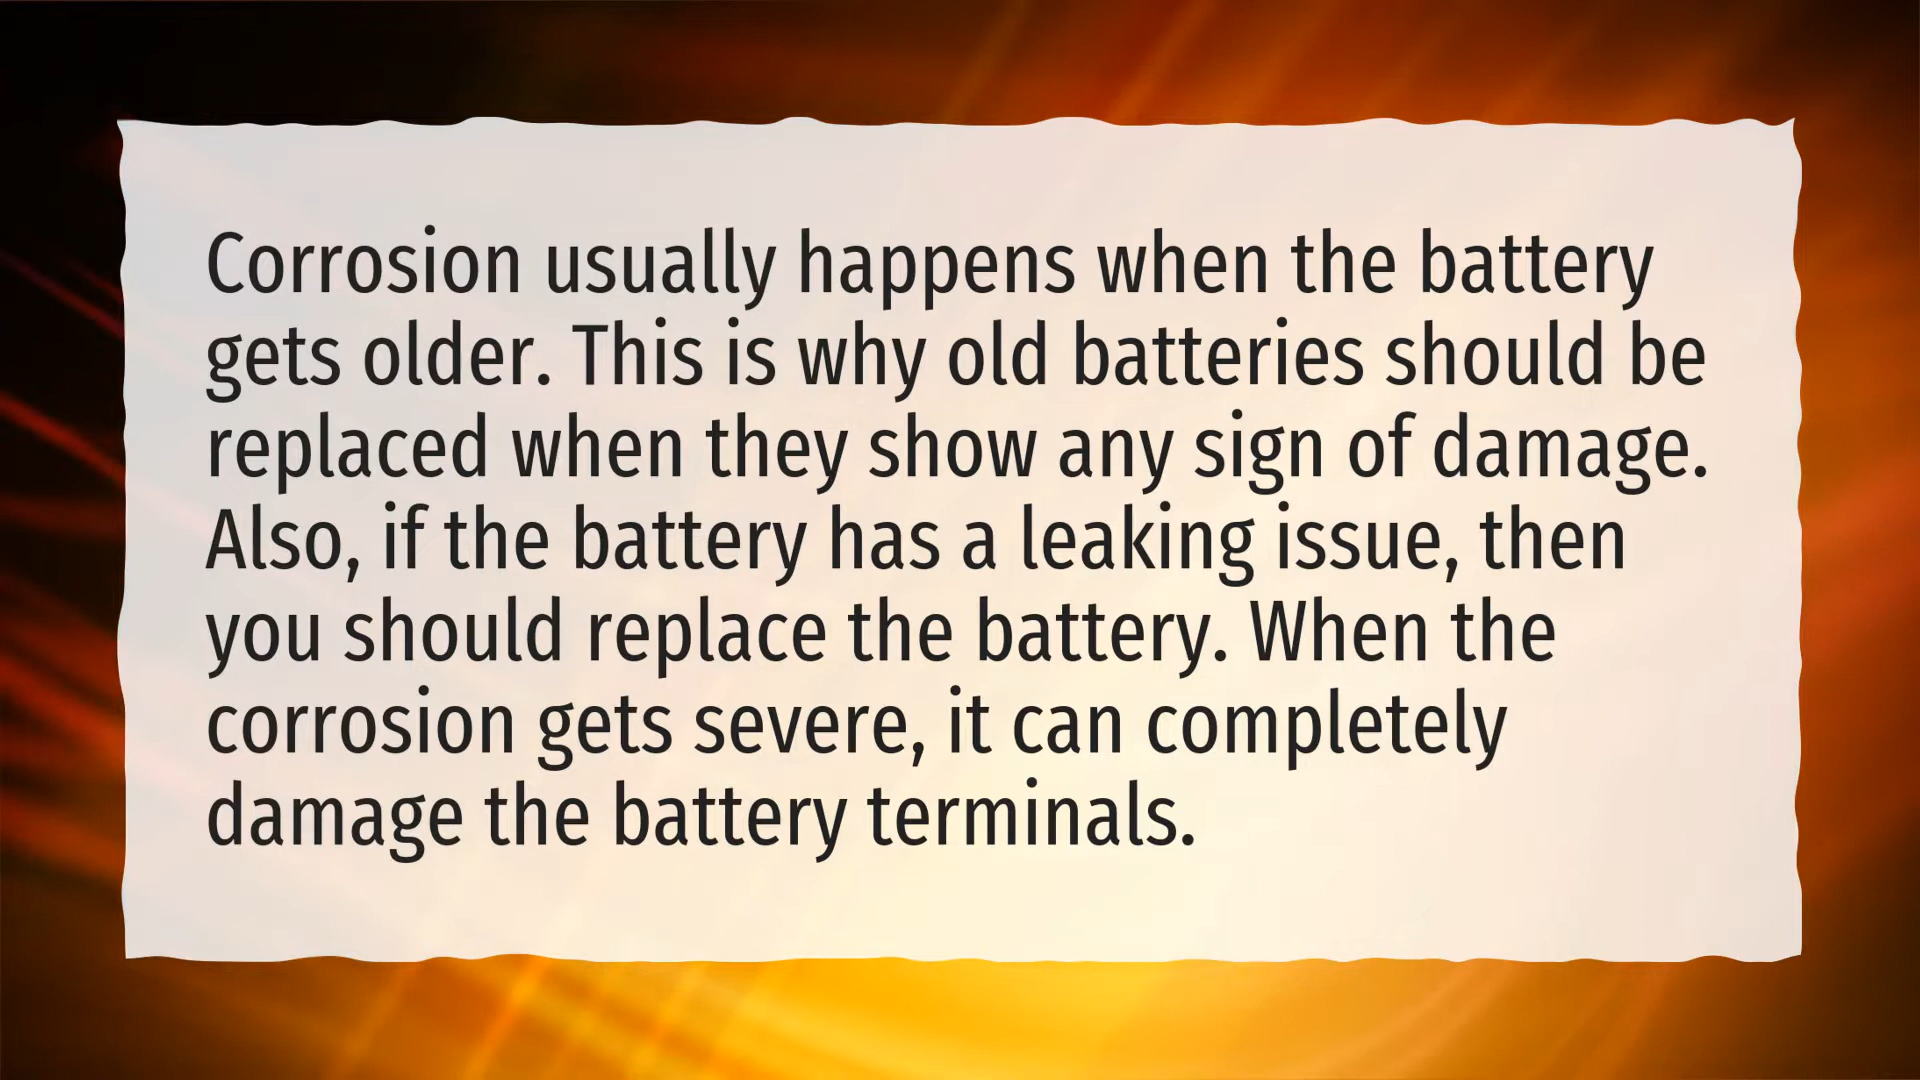 Corrosion usually happens when the battery
gets older. This is why old batteries should be
replaced when they show any sign of damage.
Also, if the battery has a leaking issue, then
you should replace the battery. When the
corrosion gets severe, it can completely
damage the battery terminals.